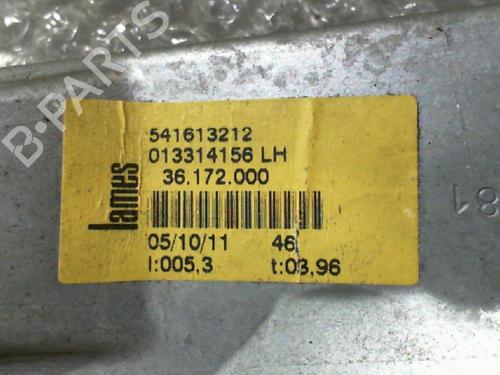 B-PARTS
lames
541613212
013314156 LH
36.172.000
05/10/11 46
I:005,3 t:03,96
81